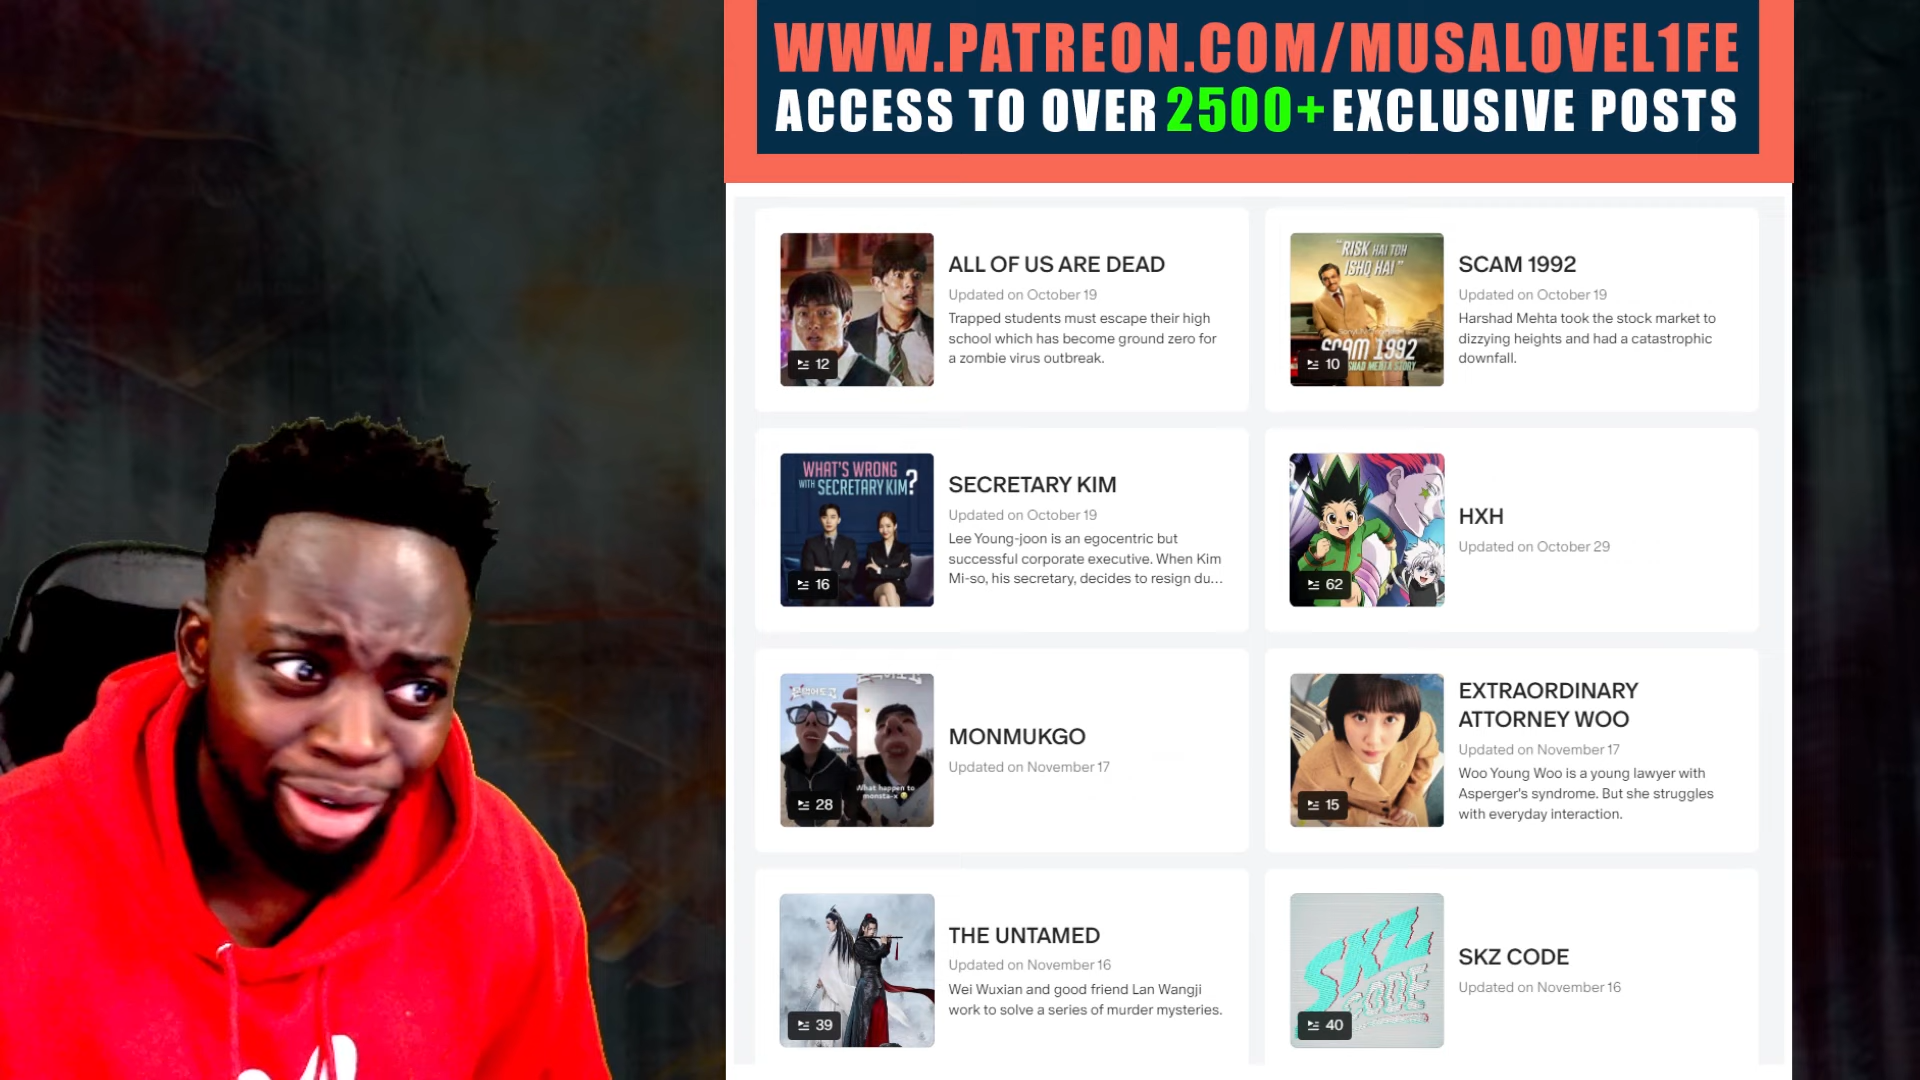 WWW.PATREON.COM/MUSALOVEL1FE
ACCESS TO OVER 2500+ EXCLUSIVE POSTS
"RISK HAI TOH
ISHQ HAI"
SCAM 1992
12
10
ALL OF US ARE DEAD
Updated on October 19
Trapped students must escape their high
school which has become ground zero for
a zombie virus outbreak.
SCAM 1992
Updated on October 19
Harshad Mehta took the stock market to
dizzying heights and had a catastrophic
downfall.
WHAT'S WRONG
WITH SECRETARY KIM?
16
SECRETARY KIM
Updated on October 19
Lee Young-joon is an egocentric but
successful corporate executive. When Kim
Mi-so, his secretary, decides to resign du...
62
HXH
Updated on October 29
What happen to
monsta-x
28
MONMUKGO
Updated on November 17
15
EXTRAORDINARY
ATTORNEY WOO
Updated on November 17
Woo Young Woo is a young lawyer with
Asperger's syndrome. But she struggles
with everyday interaction.
39
THE UNTAMED
Updated on November 16
Wei Wuxian and good friend Lan Wangji
work to solve a series of murder mysteries.
SKZ
CODE
40
SKZ CODE
Updated on November 16